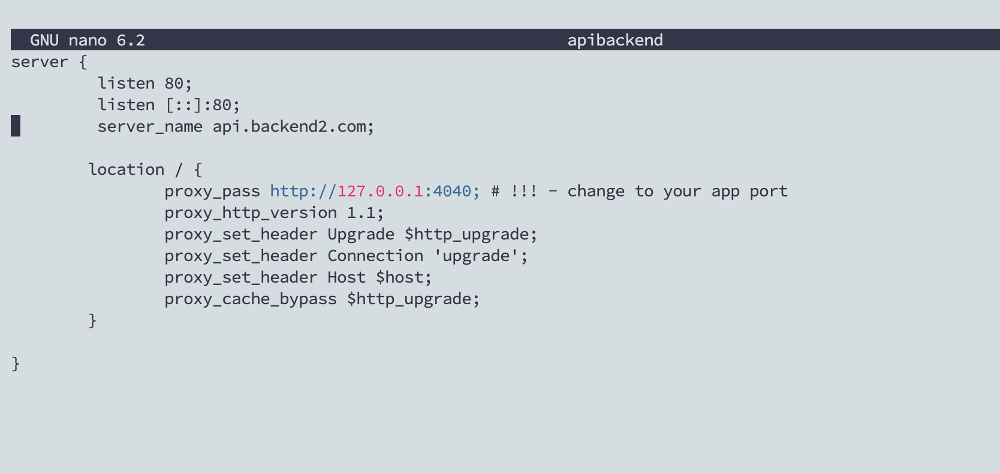 GNU nano 6.2 apibackend
server {
listen 80;
listen [::]:80;
server_name api.backend2.com;
location / {
proxy_pass http://127.0.0.1:4040; # !!! - change to your app port
proxy_http_version 1.1;
proxy_set_header Upgrade $http_upgrade;
proxy_set_header Connection 'upgrade';
proxy_set_header Host $host;
proxy_cache_bypass $http_upgrade;
}
}